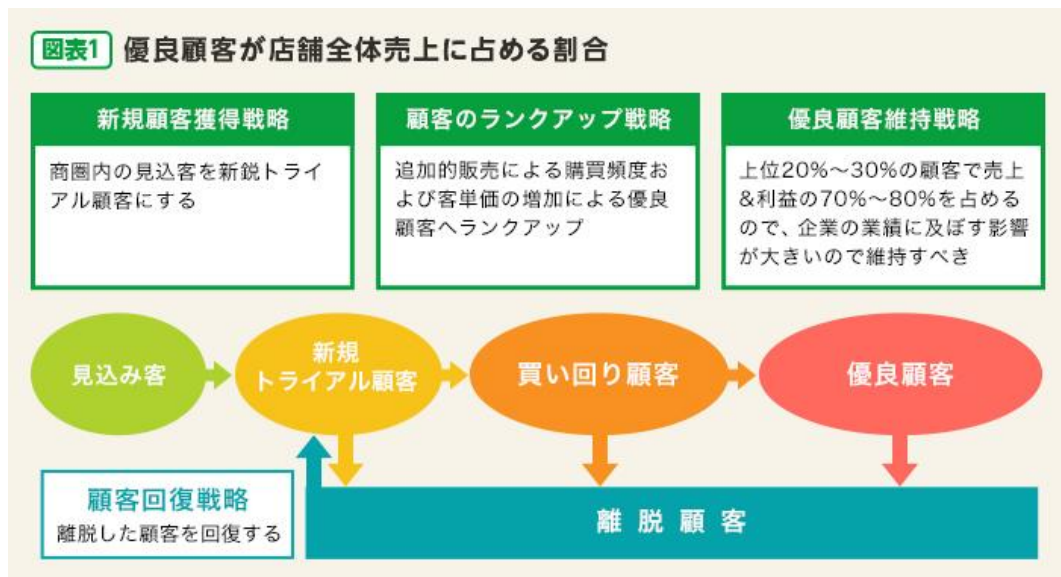 図表1 優良顧客が店舗全体売上に占める割合
新規顧客獲得戦略
商圏内の見込客を新鋭トライ
アル顧客にする
顧客のランクアップ戦略
追加的販売による購買頻度お
よび客単価の増加による優良
顧客へランクアップ
優良顧客維持戦略
上位20%〜30%の顧客で売上
&利益の70%〜80%を占める
ので、企業の業績に及ぼす影響
が大きいので維持すべき
見込み客
新規
トライアル顧客
買い回り顧客
優良顧客
顧客回復戦略
離脱した顧客を回復する
離脱顧客